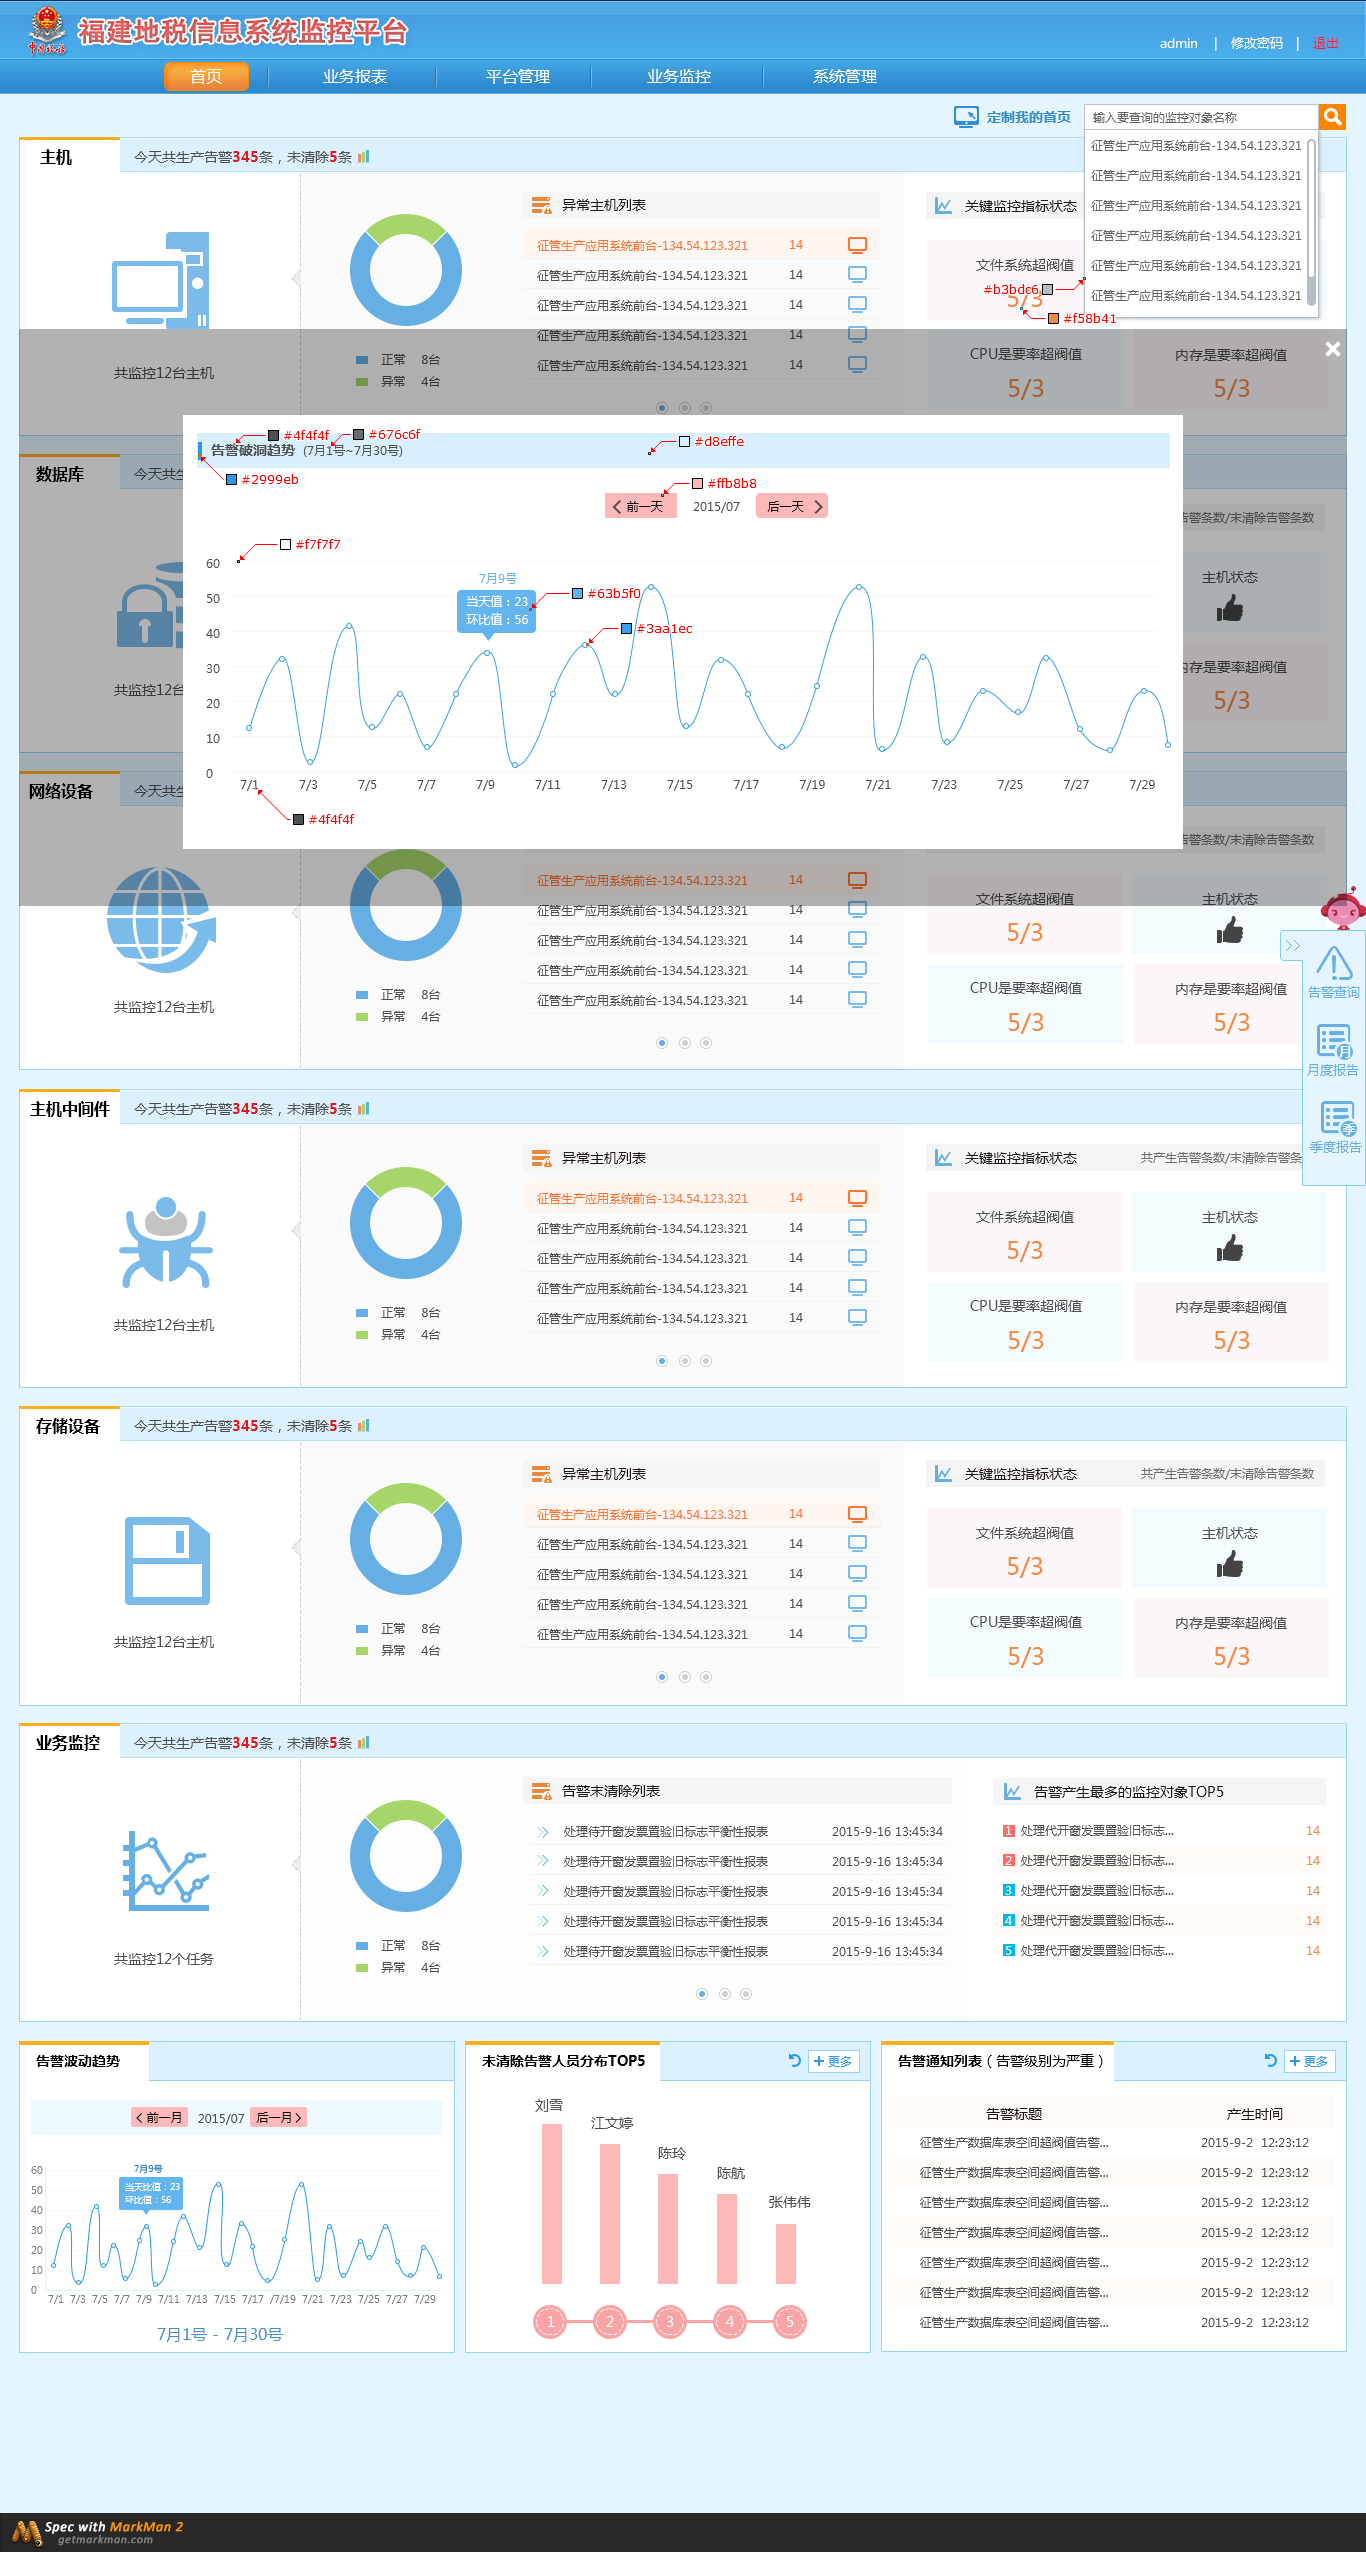 中国税务
福建地税信息系统监控平台
admin | 修改密码 | 退出
首页 业务报表 平台管理 业务监控 系统管理
定制我的首页 输入要查询的监控对象名称
征管生产应用系统前台-134.54.123.321
征管生产应用系统前台-134.54.123.321
征管生产应用系统前台-134.54.123.321
征管生产应用系统前台-134.54.123.321
征管生产应用系统前台-134.54.123.321
征管生产应用系统前台-134.54.123.321
主机 今天共生产告警345条，未清除5条
共监控12台主机
正常 8台
异常 4台
异常主机列表
征管生产应用系统前台-134.54.123.321 14
征管生产应用系统前台-134.54.123.321 14
征管生产应用系统前台-134.54.123.321 14
征管生产应用系统前台-134.54.123.321 14
征管生产应用系统前台-134.54.123.321 14
关键监控指标状态
文件系统超阀值
5/3
#b3bdc6
#f58b41
CPU是要率超阀值
5/3
内存是要率超阀值
5/3
数据库 今天共生
共监控12台
告警条数/未清除告警条数
主机状态
内存是要率超阀值
5/3
#4f4f4f #676c6f #d8effe
告警破洞趋势 (7月1号~7月30号)
#2999eb #ffb8b8
前一天 2015/07 后一天
#f7f7f7
60
50
40
30
20
10
0
7月9号
当天值：23
环比值：56
#63b5f0
#3aa1ec
7/1 7/3 7/5 7/7 7/9 7/11 7/13 7/15 7/17 7/19 7/21 7/23 7/25 7/27 7/29
#4f4f4f
网络设备 今天共生
告警条数/未清除告警条数
共监控12台主机
正常 8台
异常 4台
征管生产应用系统前台-134.54.123.321 14
征管生产应用系统前台-134.54.123.321 14
征管生产应用系统前台-134.54.123.321 14
征管生产应用系统前台-134.54.123.321 14
征管生产应用系统前台-134.54.123.321 14
文件系统超阀值
5/3
主机状态
CPU是要率超阀值
5/3
内存是要率超阀值
5/3
告警查询
月
月度报告
季
季度报告
主机中间件 今天共生产告警345条，未清除5条
共监控12台主机
正常 8台
异常 4台
异常主机列表
征管生产应用系统前台-134.54.123.321 14
征管生产应用系统前台-134.54.123.321 14
征管生产应用系统前台-134.54.123.321 14
征管生产应用系统前台-134.54.123.321 14
征管生产应用系统前台-134.54.123.321 14
关键监控指标状态 共产生告警条数/未清除告警条
文件系统超阀值
5/3
主机状态
CPU是要率超阀值
5/3
内存是要率超阀值
5/3
存储设备 今天共生产告警345条，未清除5条
共监控12台主机
正常 8台
异常 4台
异常主机列表
征管生产应用系统前台-134.54.123.321 14
征管生产应用系统前台-134.54.123.321 14
征管生产应用系统前台-134.54.123.321 14
征管生产应用系统前台-134.54.123.321 14
征管生产应用系统前台-134.54.123.321 14
关键监控指标状态 共产生告警条数/未清除告警条数
文件系统超阀值
5/3
主机状态
CPU是要率超阀值
5/3
内存是要率超阀值
5/3
业务监控 今天共生产告警345条，未清除5条
共监控12个任务
正常 8台
异常 4台
告警末清除列表
处理待开窗发票置验旧标志平衡性报表 2015-9-16 13:45:34
处理待开窗发票置验旧标志平衡性报表 2015-9-16 13:45:34
处理待开窗发票置验旧标志平衡性报表 2015-9-16 13:45:34
处理待开窗发票置验旧标志平衡性报表 2015-9-16 13:45:34
处理待开窗发票置验旧标志平衡性报表 2015-9-16 13:45:34
告警产生最多的监控对象TOP5
1 处理代开窗发票置验旧标志... 14
2 处理代开窗发票置验旧标志... 14
3 处理代开窗发票置验旧标志... 14
4 处理代开窗发票置验旧标志... 14
5 处理代开窗发票置验旧标志... 14
告警波动趋势
前一月 2015/07 后一月
60
50
40
30
20
10
0
7月9号
当天比值：23
环比值：56
7/1 7/3 7/5 7/7 7/9 7/11 7/13 7/15 7/17 /7/19 7/21 7/23 7/25 7/27 7/29
7月1号 - 7月30号
未清除告警人员分布TOP5 更多
刘雪
江文婷
陈玲
陈航
张伟伟
1 2 3 4 5
告警通知列表（告警级别为严重） 更多
告警标题 产生时间
征管生产数据库表空间超阀值告警... 2015-9-2 12:23:12
征管生产数据库表空间超阀值告警... 2015-9-2 12:23:12
征管生产数据库表空间超阀值告警... 2015-9-2 12:23:12
征管生产数据库表空间超阀值告警... 2015-9-2 12:23:12
征管生产数据库表空间超阀值告警... 2015-9-2 12:23:12
征管生产数据库表空间超阀值告警... 2015-9-2 12:23:12
征管生产数据库表空间超阀值告警... 2015-9-2 12:23:12
Spec with MarkMan 2
getmarkman.com